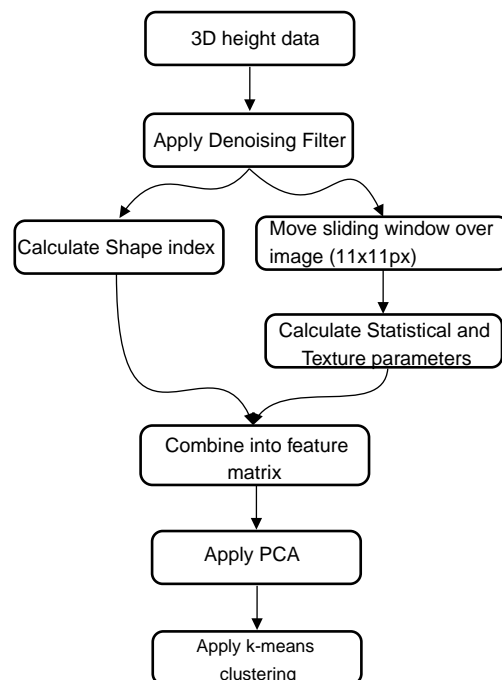 3D height data
Apply Denoising Filter
Calculate Shape index
Move sliding window over
image (11x11px)
Calculate Statistical and
Texture parameters
Combine into feature
matrix
Apply PCA
Apply k-means
clustering